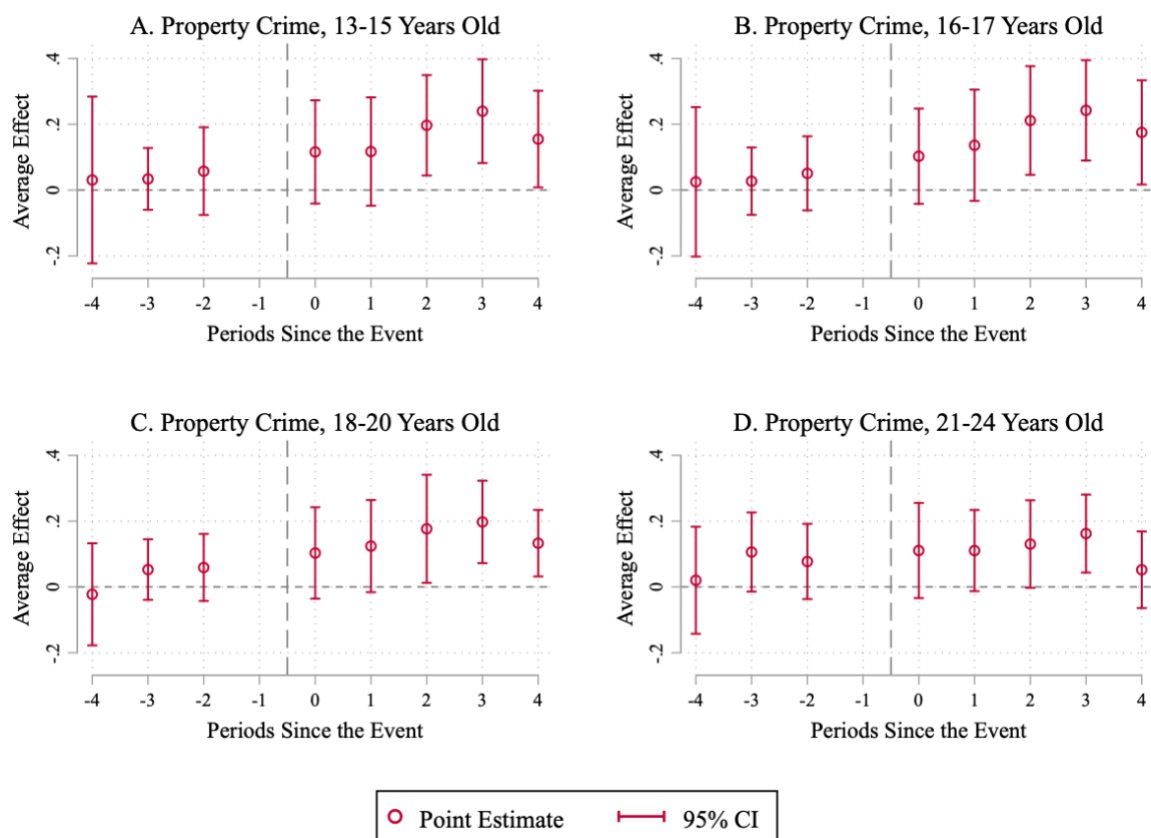 A. Property Crime, 13-15 Years Old
Average Effect
.4
.2
0
-.2
-4 -3 -2 -1 0 1 2 3 4
Periods Since the Event
B. Property Crime, 16-17 Years Old
Average Effect
.4
.2
0
-.2
-4 -3 -2 -1 0 1 2 3 4
Periods Since the Event
C. Property Crime, 18-20 Years Old
Average Effect
.4
.2
0
-.2
-4 -3 -2 -1 0 1 2 3 4
Periods Since the Event
D. Property Crime, 21-24 Years Old
Average Effect
.4
.2
0
-.2
-4 -3 -2 -1 0 1 2 3 4
Periods Since the Event
Point Estimate 95% CI